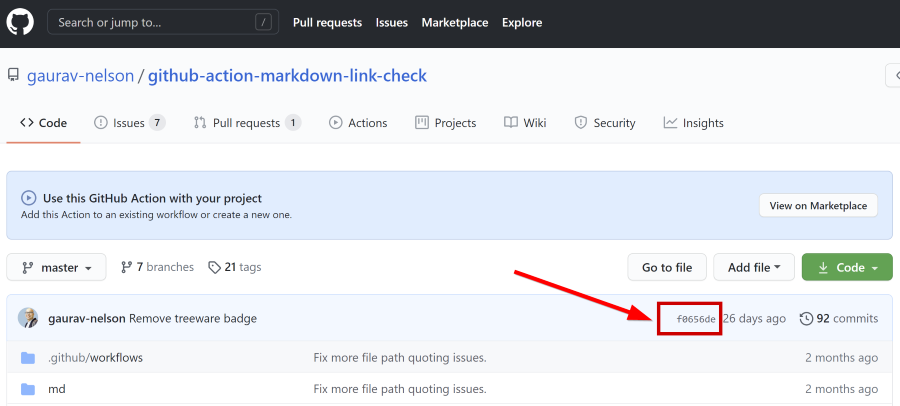 Search or jump to... /
Pull requests Issues Marketplace Explore
gaurav-nelson / github-action-markdown-link-check
Code Issues 7 Pull requests 1 Actions Projects Wiki Security Insights
Use this GitHub Action with your project
Add this Action to an existing workflow or create a new one.
View on Marketplace
master 7 branches 21 tags Go to file Add file Code
gaurav-nelson Remove treeware badge f0656de 26 days ago 92 commits
.github/workflows Fix more file path quoting issues. 2 months ago
md Fix more file path quoting issues. 2 months ago